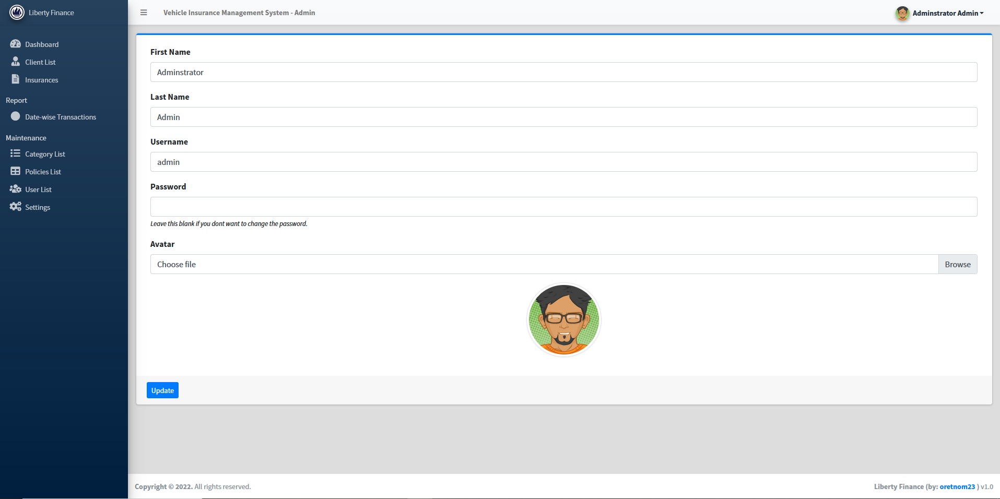 Liberty Finance
Vehicle Insurance Management System - Admin
Adminstrator Admin
Dashboard
Client List
Insurances
Report
Date-wise Transactions
Maintenance
Category List
Policies List
User List
Settings
First Name
Adminstrator
Last Name
Admin
Username
admin
Password
Leave this blank if you dont want to change the password.
Avatar
Choose file
Browse
Update
Copyright © 2022. All rights reserved.
Liberty Finance (by: oretnom23 ) v1.0